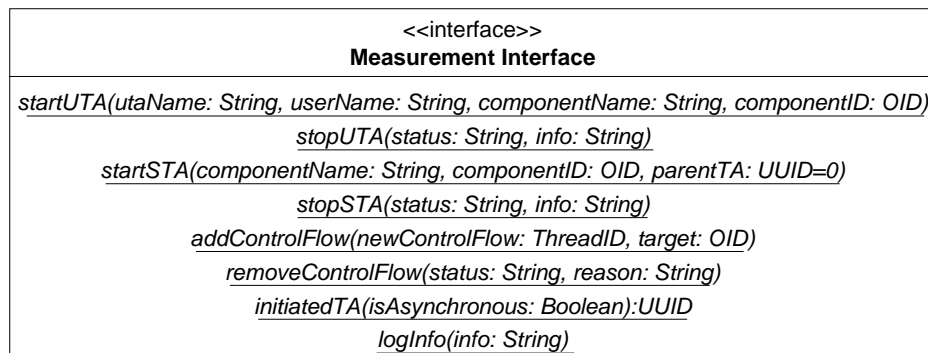 <<interface>>
Measurement Interface
startUTA(utaName: String, userName: String, componentName: String, componentID: OID)
stopUTA(status: String, info: String)
startSTA(componentName: String, componentID: OID, parentTA: UUID=0)
stopSTA(status: String, info: String)
addControlFlow(newControlFlow: ThreadID, target: OID)
removeControlFlow(status: String, reason: String)
initiatedTA(isAsynchronous: Boolean):UUID
logInfo(info: String)